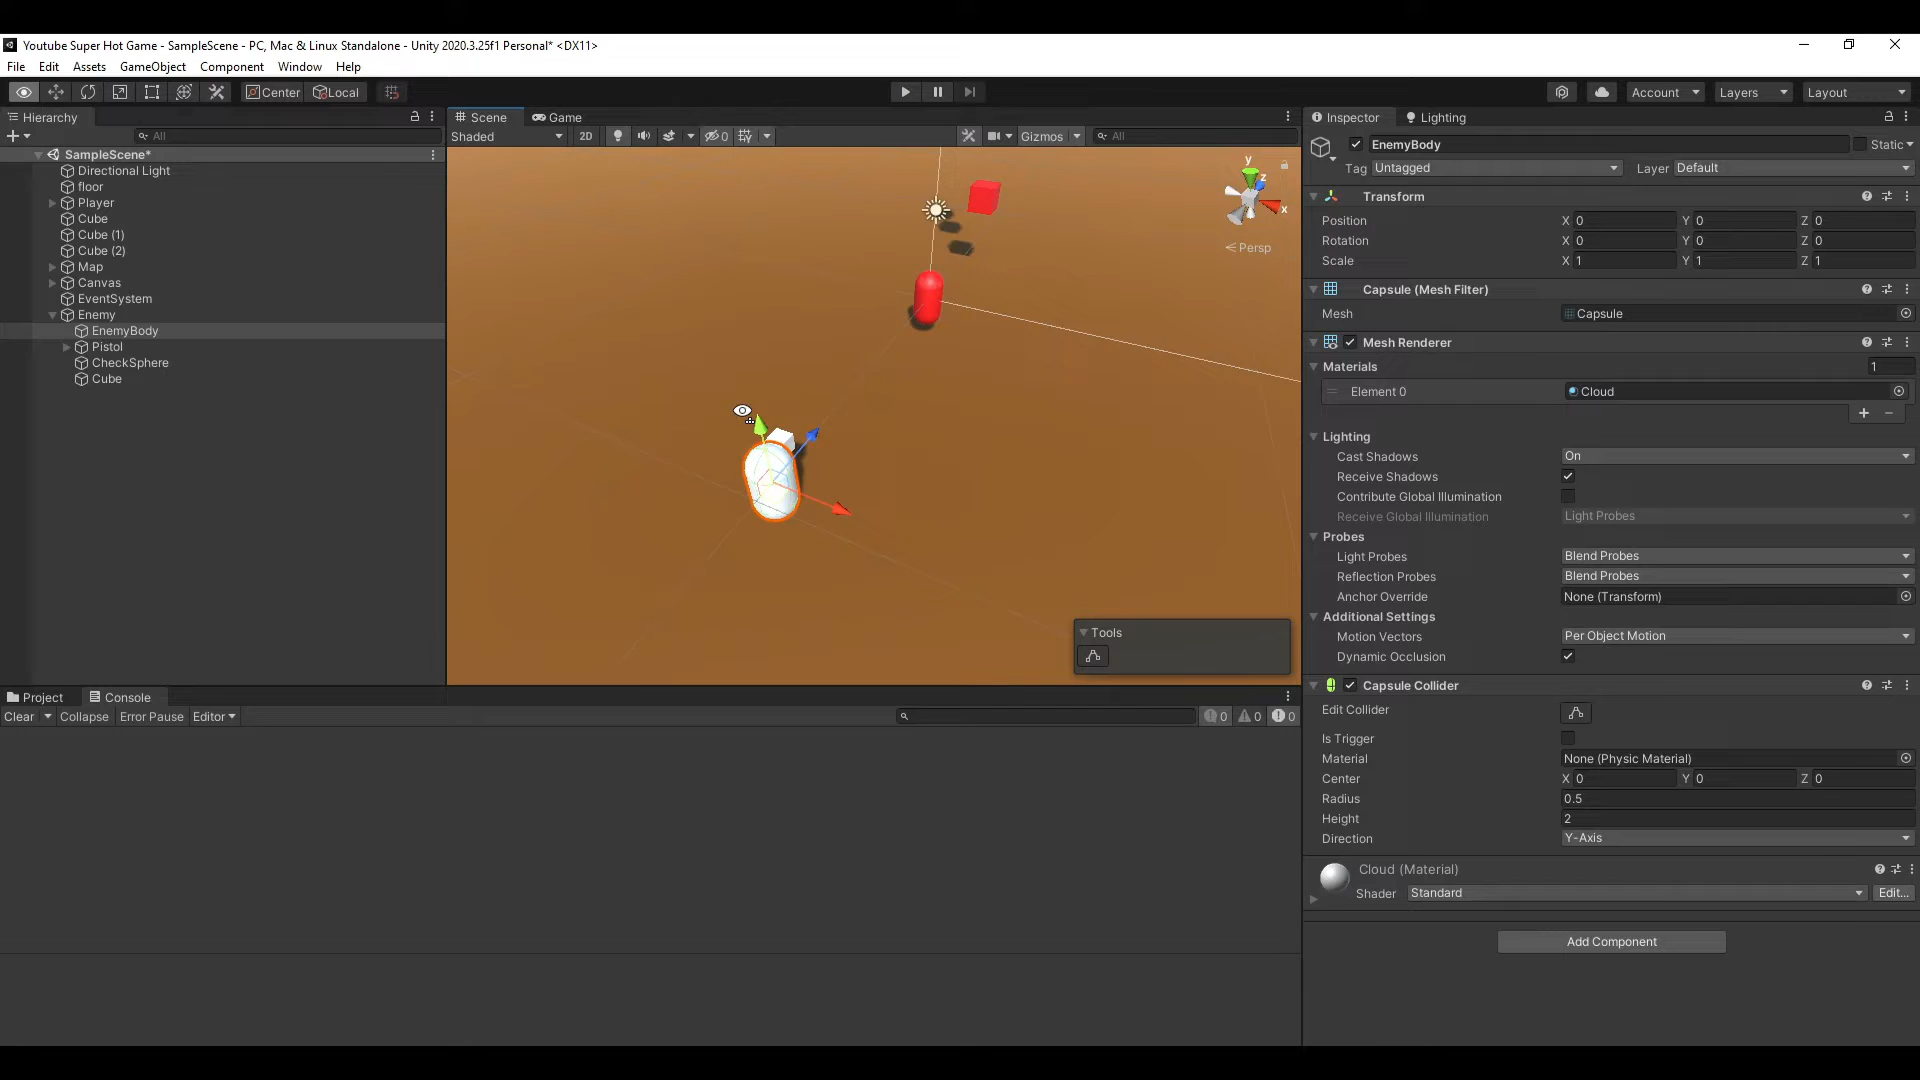 Youtube Super Hot Game - SampleScene - PC, Mac & Linux Standalone - Unity 2020.3.25f1 Personal* <DX11>
File Edit Assets GameObject Component Window Help
Center Local Account Layers Layout
Hierarchy Scene Game Inspector Lighting
All Shaded 2D 0 Gizmos All EnemyBody Static
SampleScene*
Tag Untagged Layer Default
Directional Light
floor
Player
Cube
Cube (1)
Cube (2)
Map
Canvas
EventSystem
Enemy
EnemyBody
Pistol
CheckSphere
Cube
y
z
x
Persp
Tools
Transform
Position X 0 Y 0 Z 0
Rotation X 0 Y 0 Z 0
Scale X 1 Y 1 Z 1
Capsule (Mesh Filter)
Mesh Capsule
Mesh Renderer
Materials 1
Element 0 Cloud
+ −
Lighting
Cast Shadows On
Receive Shadows
Contribute Global Illumination
Receive Global Illumination Light Probes
Probes
Light Probes Blend Probes
Reflection Probes Blend Probes
Anchor Override None (Transform)
Additional Settings
Motion Vectors Per Object Motion
Dynamic Occlusion
Capsule Collider
Edit Collider
Is Trigger
Material None (Physic Material)
Center X 0 Y 0 Z 0
Radius 0.5
Height 2
Direction Y-Axis
Cloud (Material)
Shader Standard Edit...
Add Component
Project Console
Clear Collapse Error Pause Editor 0 0 0